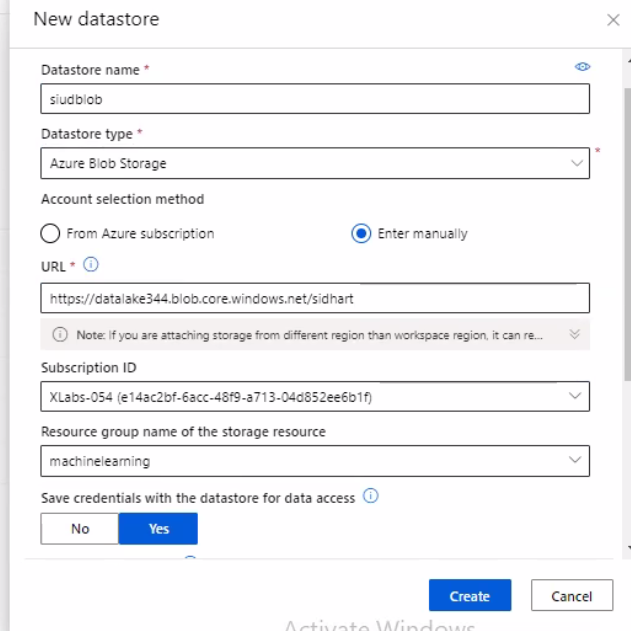 New datastore
Datastore name *
siudblob
Datastore type *
Azure Blob Storage
*
Account selection method
From Azure subscription
Enter manually
URL *
https://datalake344.blob.core.windows.net/sidhart
Note: If you are attaching storage from different region than workspace region, it can re...
Subscription ID
XLabs-054 (e14ac2bf-6acc-48f9-a713-04d852ee6b1f)
Resource group name of the storage resource
machinelearning
Save credentials with the datastore for data access
No Yes
Create Cancel
Activate Windows